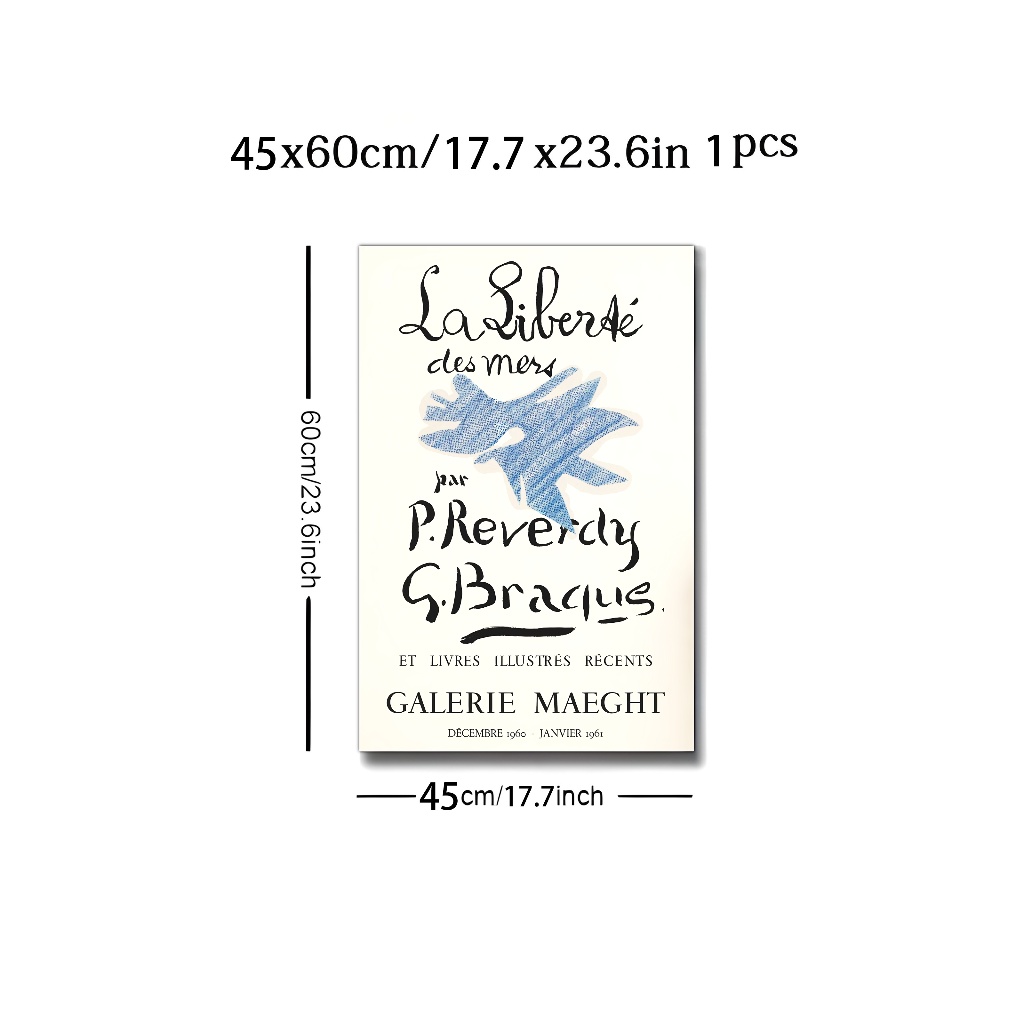 45x60cm/17.7 x23.6in 1pcs
La Liberté
des mers
par
P. Reverdy
G. Braque.
ET LIVRES ILLUSTRÉS RÉCENTS
GALERIE MAEGHT
DÉCEMBRE 1960 - JANVIER 1961
60cm/23.6inch
45cm/17.7inch